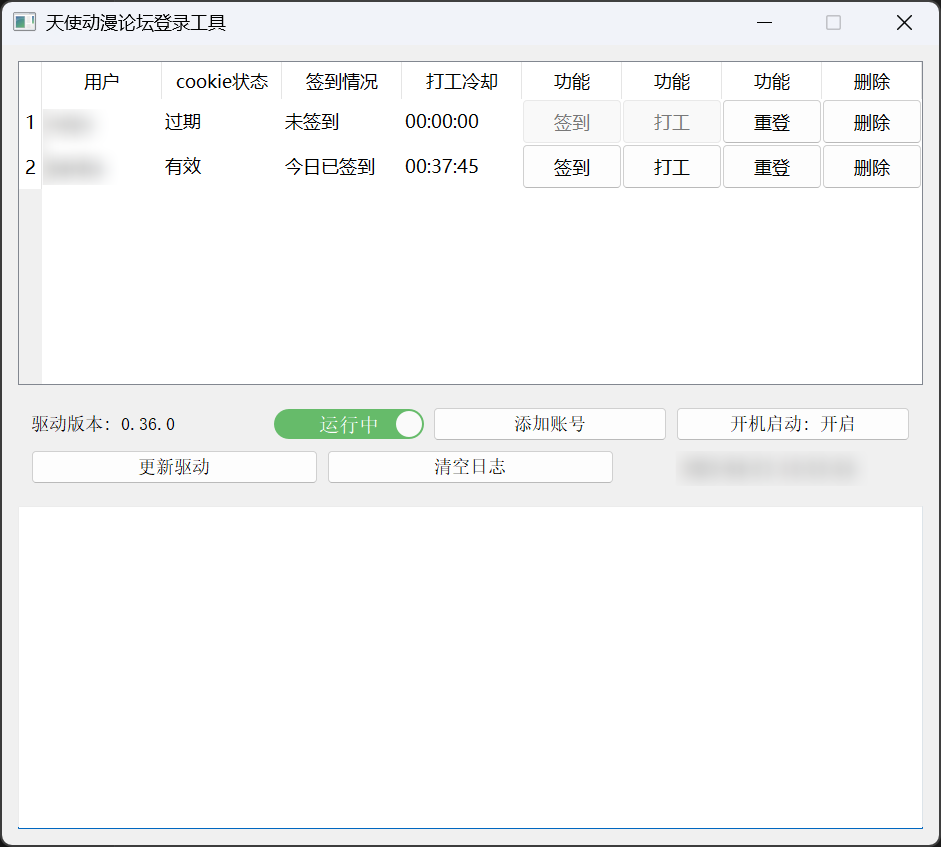 天使动漫论坛登录工具
用户 cookie状态 签到情况 打工冷却 功能 功能 功能 删除
1 过期 未签到 00:00:00 签到 打工 重登 删除
2 有效 今日已签到 00:37:45 签到 打工 重登 删除
驱动版本：0.36.0 运行中 添加账号 开机启动：开启
更新驱动 清空日志